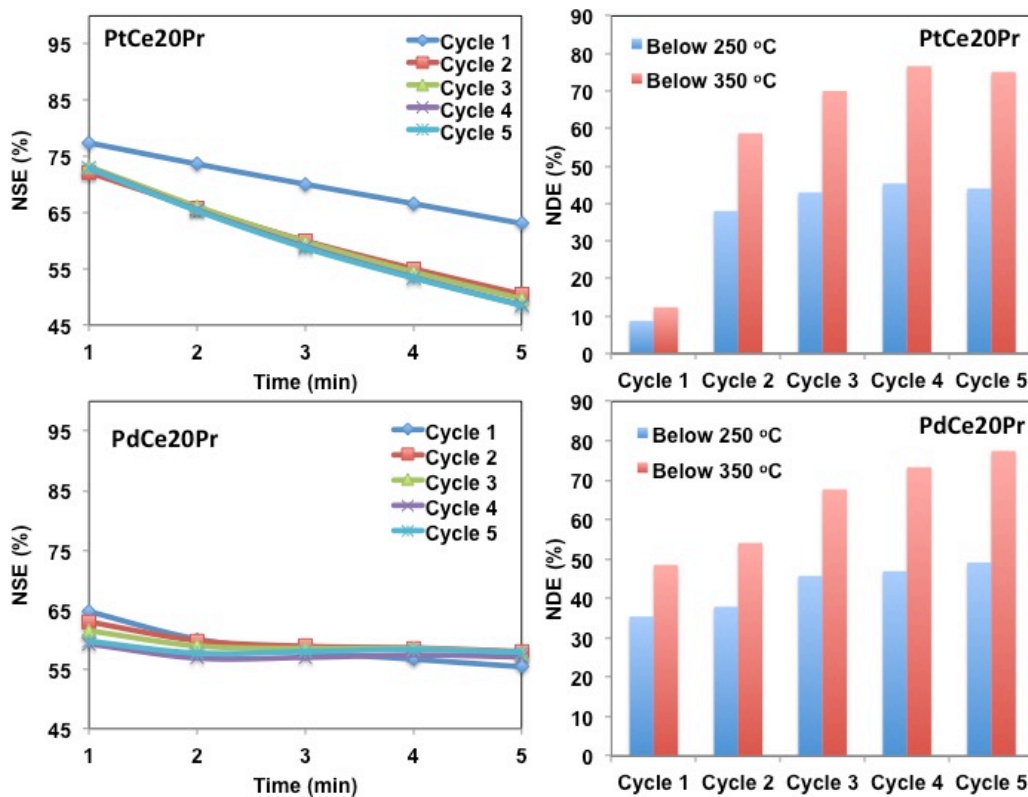 PtCe20Pr
95
85
75
65
55
45
NSE (%)
Cycle 1
Cycle 2
Cycle 3
Cycle 4
Cycle 5
1 2 3 4 5
Time (min)
PtCe20Pr
90
80
70
60
50
40
30
20
10
0
NDE (%)
Below 250 °C
Below 350 °C
Cycle 1 Cycle 2 Cycle 3 Cycle 4 Cycle 5
PdCe20Pr
95
85
75
65
55
45
NSE (%)
Cycle 1
Cycle 2
Cycle 3
Cycle 4
Cycle 5
1 2 3 4 5
Time (min)
PdCe20Pr
90
80
70
60
50
40
30
20
10
0
NDE (%)
Below 250 °C
Below 350 °C
Cycle 1 Cycle 2 Cycle 3 Cycle 4 Cycle 5